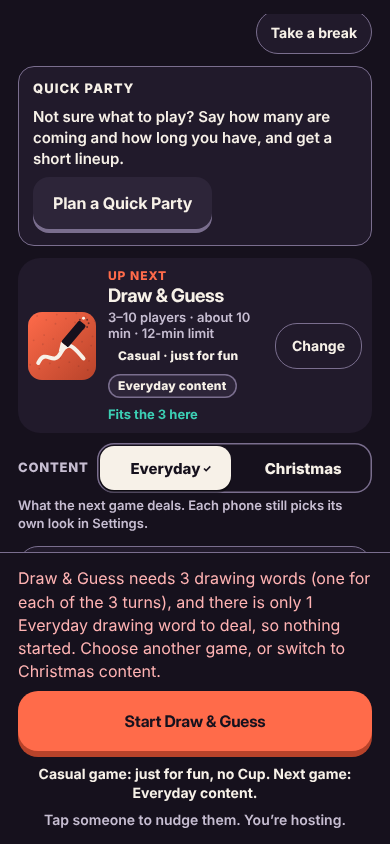 Take a break
QUICK PARTY
Not sure what to play? Say how many are
coming and how long you have, and get a
short lineup.
Plan a Quick Party
UP NEXT
Draw & Guess
3–10 players · about 10
min · 12-min limit
Casual · just for fun
Everyday content
Fits the 3 here
Change
CONTENT
Everyday ✓
Christmas
What the next game deals. Each phone still picks its
own look in Settings.
Draw & Guess needs 3 drawing words (one for
each of the 3 turns), and there is only 1
Everyday drawing word to deal, so nothing
started. Choose another game, or switch to
Christmas content.
Start Draw & Guess
Casual game: just for fun, no Cup. Next game:
Everyday content.
Tap someone to nudge them. You’re hosting.